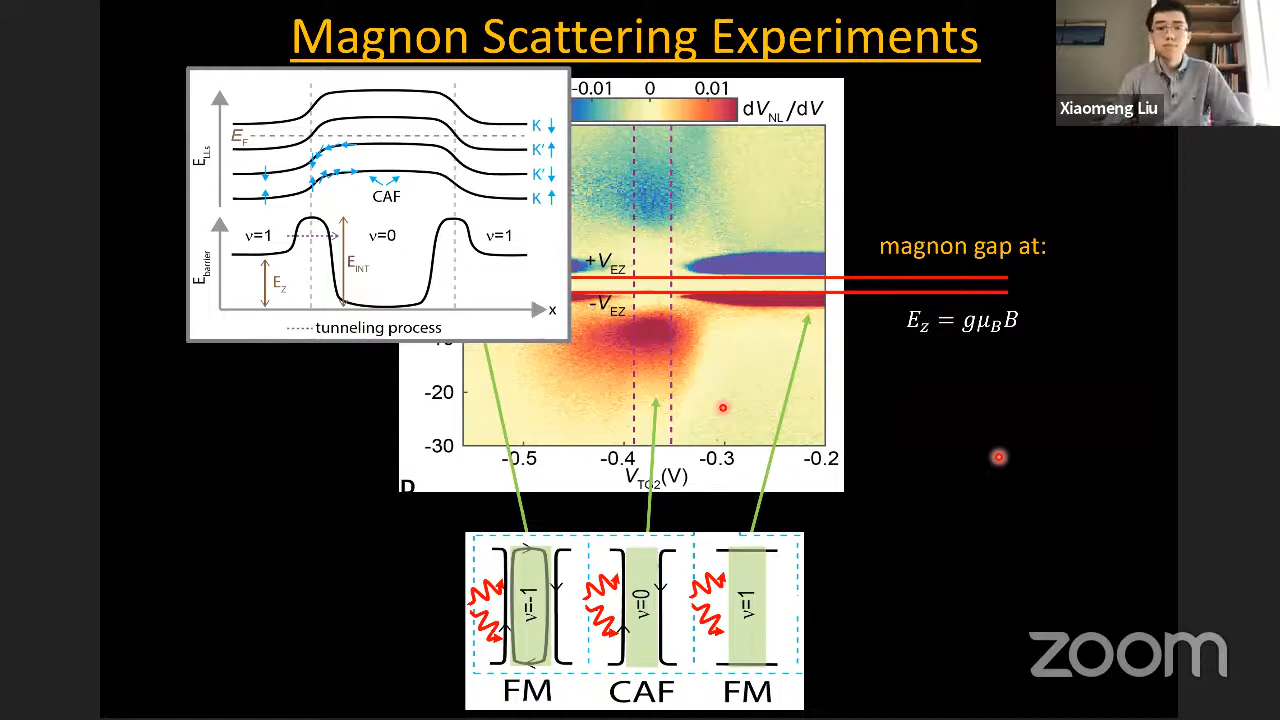 Magnon Scattering Experiments
Xiaomeng Liu
-0.01 0 0.01 dV_NL/dV
E_LLs
E_F
K ↓
K' ↑
K' ↓
K ↑
CAF
E_barrier
ν=1 ν=0 ν=1
E_Z
E_INT
x
tunneling process
+V_EZ
-V_EZ
magnon gap at:
E_z = gμ_B B
-20
-30
-0.5 -0.4 -0.3 -0.2
V_TG2(V)
D
ν=-1 ν=0 ν=1
FM CAF FM
zoom